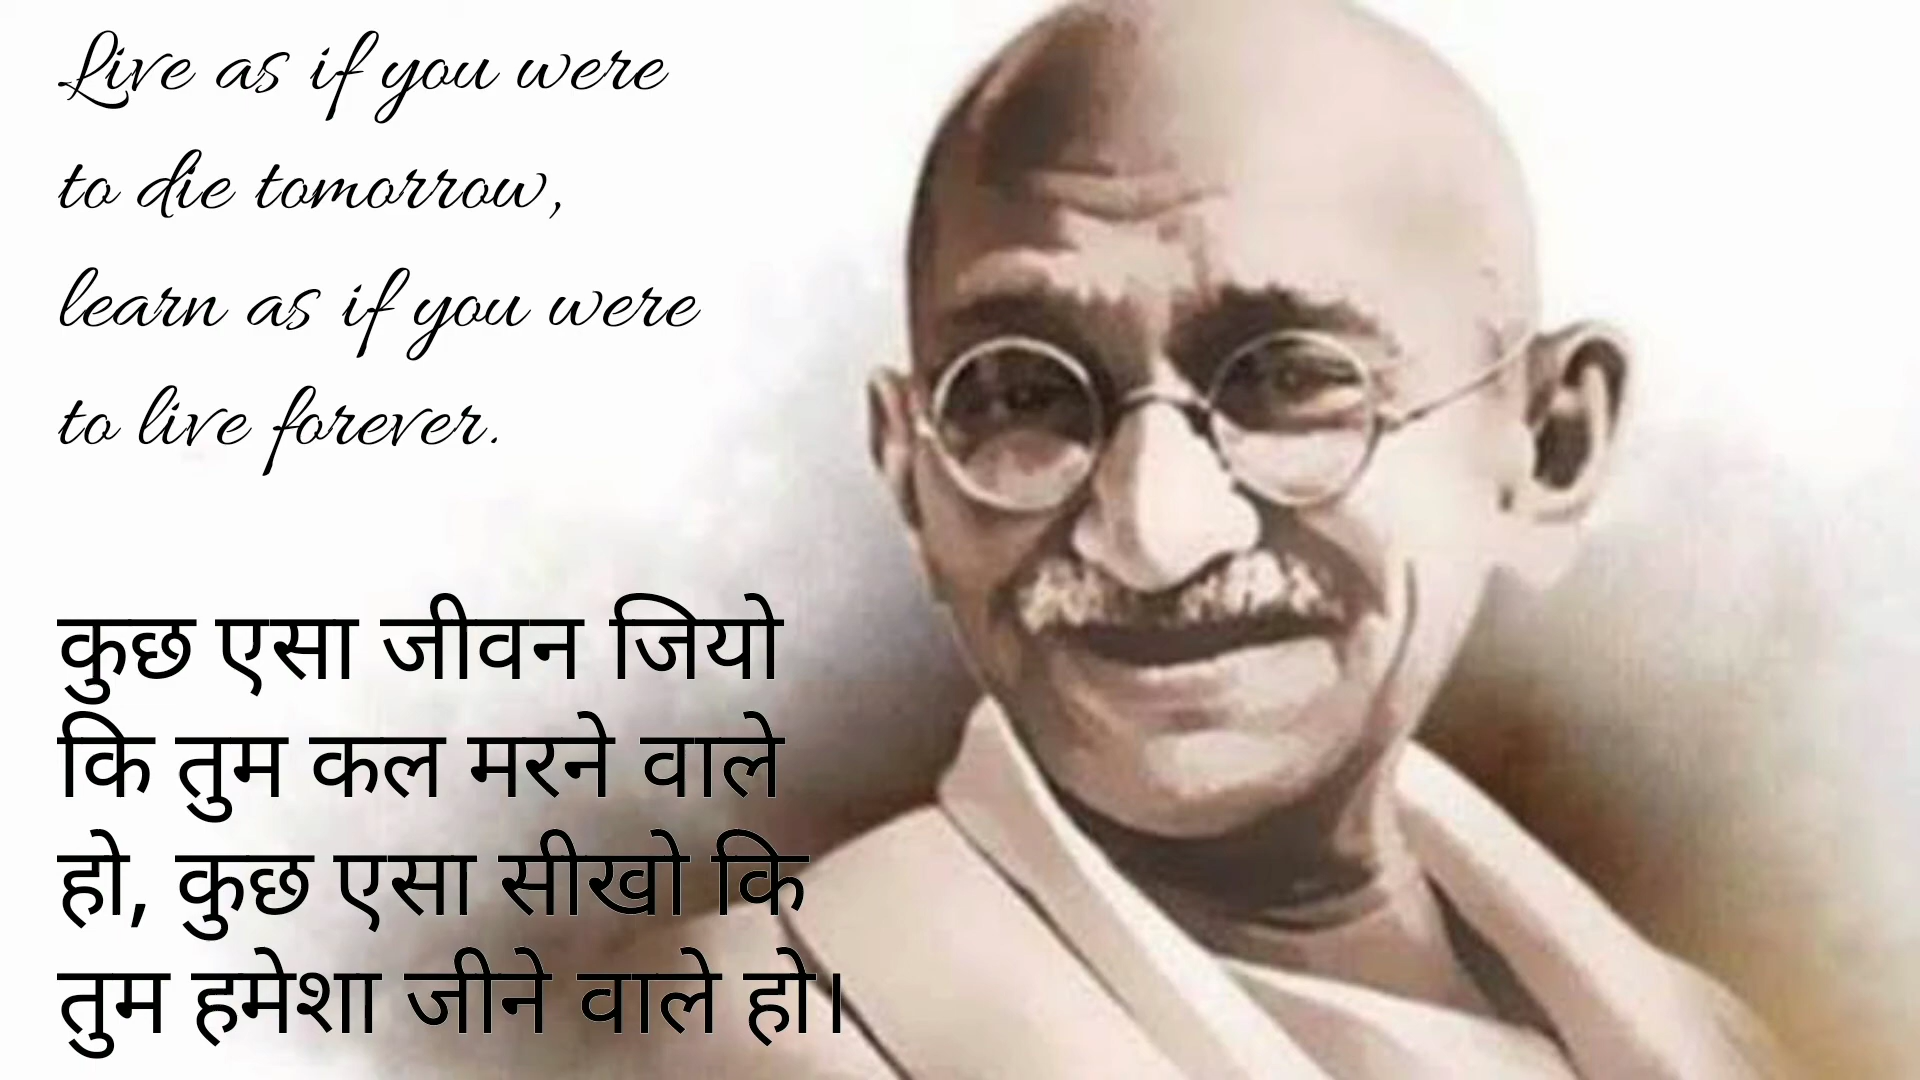 Live as if you were
to die tomorrow,
learn as if you were
to live forever.
कुछ एसा जीवन जियो
कि तुम कल मरने वाले
हो, कुछ एसा सीखो कि
तुम हमेशा जीने वाले हो।